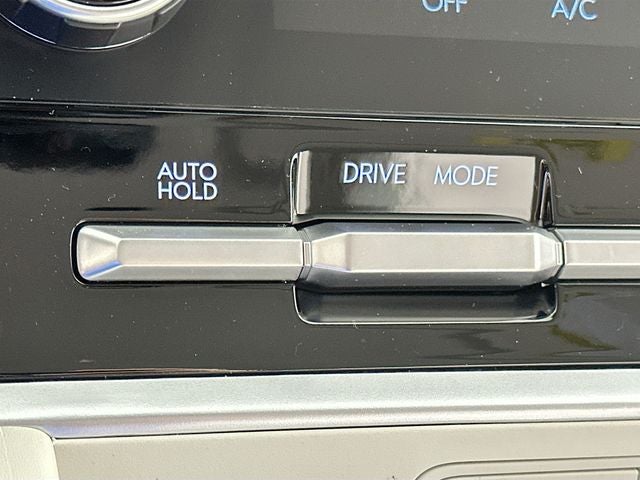 OFF A/C
AUTO
HOLD
DRIVE MODE